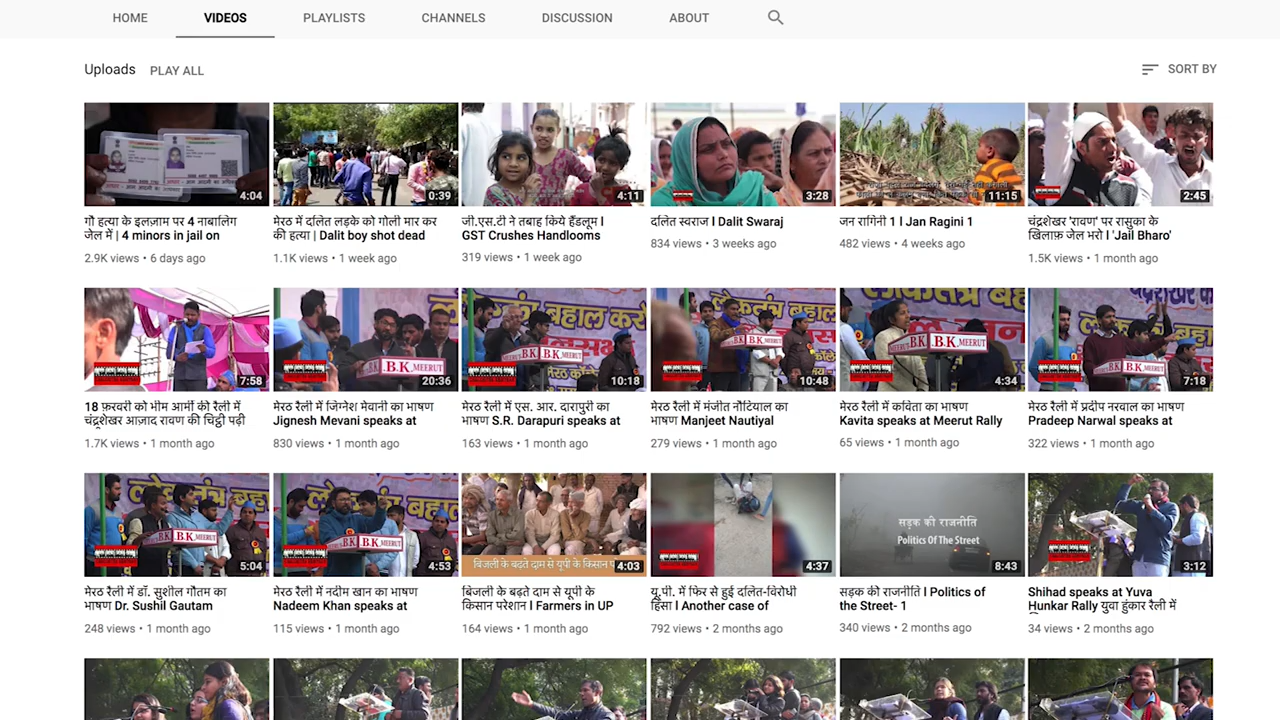 HOME VIDEOS PLAYLISTS CHANNELS DISCUSSION ABOUT
Uploads PLAY ALL SORT BY
4:04 0:39 4:11 3:28 11:15 2:45
गौ हत्या के इलज़ाम पर 4 नाबालिग
जेल में | 4 minors in jail on
2.9K views • 6 days ago
मेरठ में दलित लड़के को गोली मार कर
की हत्या | Dalit boy shot dead
1.1K views • 1 week ago
जी.एस.टी ने तबाह किये हैंडलूम I
GST Crushes Handlooms
319 views • 1 week ago
दलित स्वराज I Dalit Swaraj
834 views • 3 weeks ago
जन रागिनी 1 I Jan Ragini 1
482 views • 4 weeks ago
चंद्रशेखर 'रावण' पर रासुका के
खिलाफ़ जेल भरो I 'Jail Bharo'
1.5K views • 1 month ago
B.K. MEERUT
7:58 20:36 10:18 10:48 4:34 7:18
18 फ़रवरी को भीम आर्मी की रैली में
चंद्रशेखर आज़ाद रावण की चिट्ठी पढ़ी
1.7K views • 1 month ago
मेरठ रैली में जिग्नेश मेवानी का भाषण
Jignesh Mevani speaks at
830 views • 1 month ago
मेरठ रैली में एस. आर. दारापुरी का
भाषण S.R. Darapuri speaks at
163 views • 1 month ago
मेरठ रैली में मंजीत नौटियाल का
भाषण Manjeet Nautiyal
279 views • 1 month ago
मेरठ रैली में कविता का भाषण
Kavita speaks at Meerut Rally
65 views • 1 month ago
मेरठ रैली में प्रदीप नरवाल का भाषण
Pradeep Narwal speaks at
322 views • 1 month ago
बिजली के बढ़ते दाम से यूपी के किसान
सड़क की राजनीति
Politics Of The Street
5:04 4:53 4:03 4:37 8:43 3:12
मेरठ रैली में डॉ. सुशील गौतम का
भाषण Dr. Sushil Gautam
248 views • 1 month ago
मेरठ रैली में नदीम खान का भाषण
Nadeem Khan speaks at
115 views • 1 month ago
बिजली के बढ़ते दाम से यूपी के
किसान परेशान I Farmers in UP
164 views • 1 month ago
यू.पी. में फिर से हुई दलित-विरोधी
हिंसा I Another case of
792 views • 2 months ago
सड़क की राजनीति I Politics of
the Street- 1
340 views • 2 months ago
Shihad speaks at Yuva
Hunkar Rally युवा हुंकार रैली में
34 views • 2 months ago